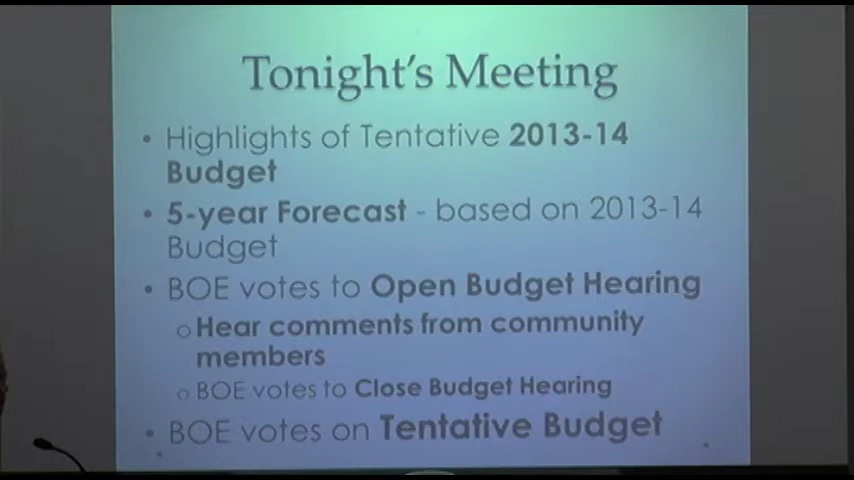 Tonight's Meeting
• Highlights of Tentative 2013-14
Budget
• 5-year Forecast - based on 2013-14
Budget
• BOE votes to Open Budget Hearing
o Hear comments from community
members
o BOE votes to Close Budget Hearing
• BOE votes on Tentative Budget